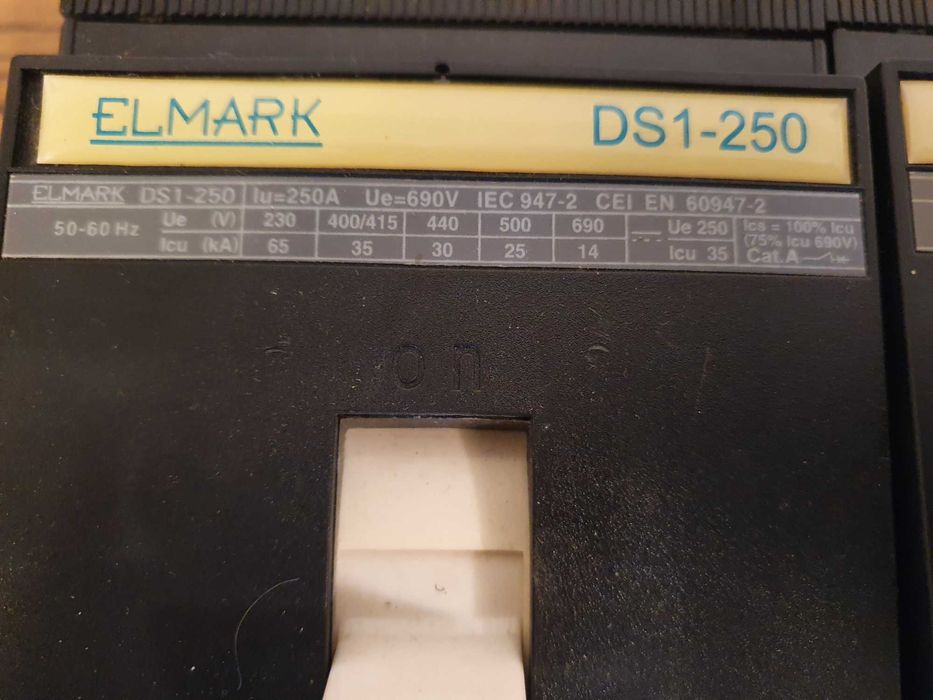 ELMARK DS1-250
ELMARK DS1-250 Iu=250A Ue=690V IEC 947-2 CEI EN 60947-2
50-60 Hz Ue (V) 230 400/415 440 500 690 Ue 250 Ics = 100% Icu
(75% Icu 690V)
Icu (kA) 65 35 30 25 14 Icu 35 Cat.A
on